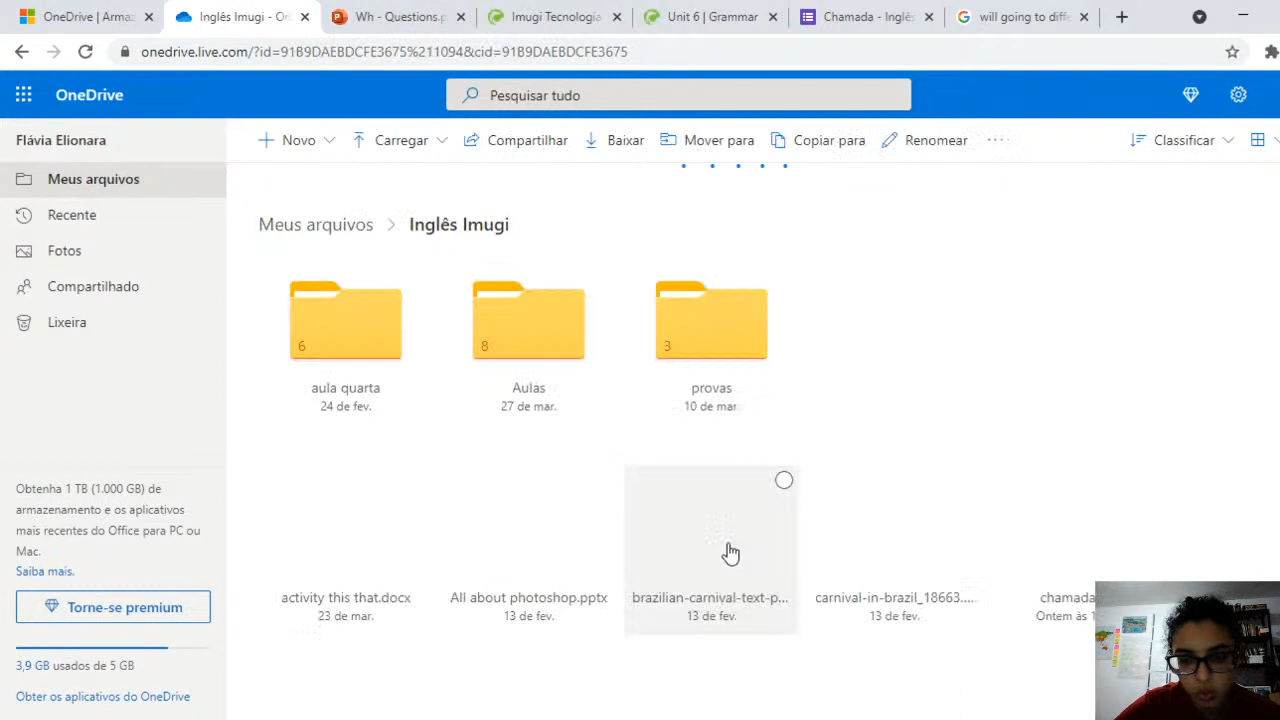 OneDrive | Arma
Inglês Imugi - On
Wh - Questions.p
Imugi Tecnologia
Unit 6 | Grammar
Chamada - Inglês
will going to diffe
onedrive.live.com/?id=91B9DAEBDCFE3675%211094&cid=91B9DAEBDCFE3675
OneDrive
Pesquisar tudo
Flávia Elionara
Novo
Carregar
Compartilhar
Baixar
Mover para
Copiar para
Renomear
Classificar
Meus arquivos
Recente
Fotos
Compartilhado
Lixeira
Meus arquivos > Inglês Imugi
6
8
3
aula quarta
24 de fev.
Aulas
27 de mar.
provas
10 de mar
activity this that.docx
23 de mar.
All about photoshop.pptx
13 de fev.
brazilian-carnival-text-p...
13 de fev.
carnival-in-brazil_18663....
13 de fev.
chamada
Ontem às 1
Obtenha 1 TB (1.000 GB) de
armazenamento e os aplicativos
mais recentes do Office para PC ou
Mac.
Saiba mais.
Torne-se premium
3,9 GB usados de 5 GB
Obter os aplicativos do OneDrive